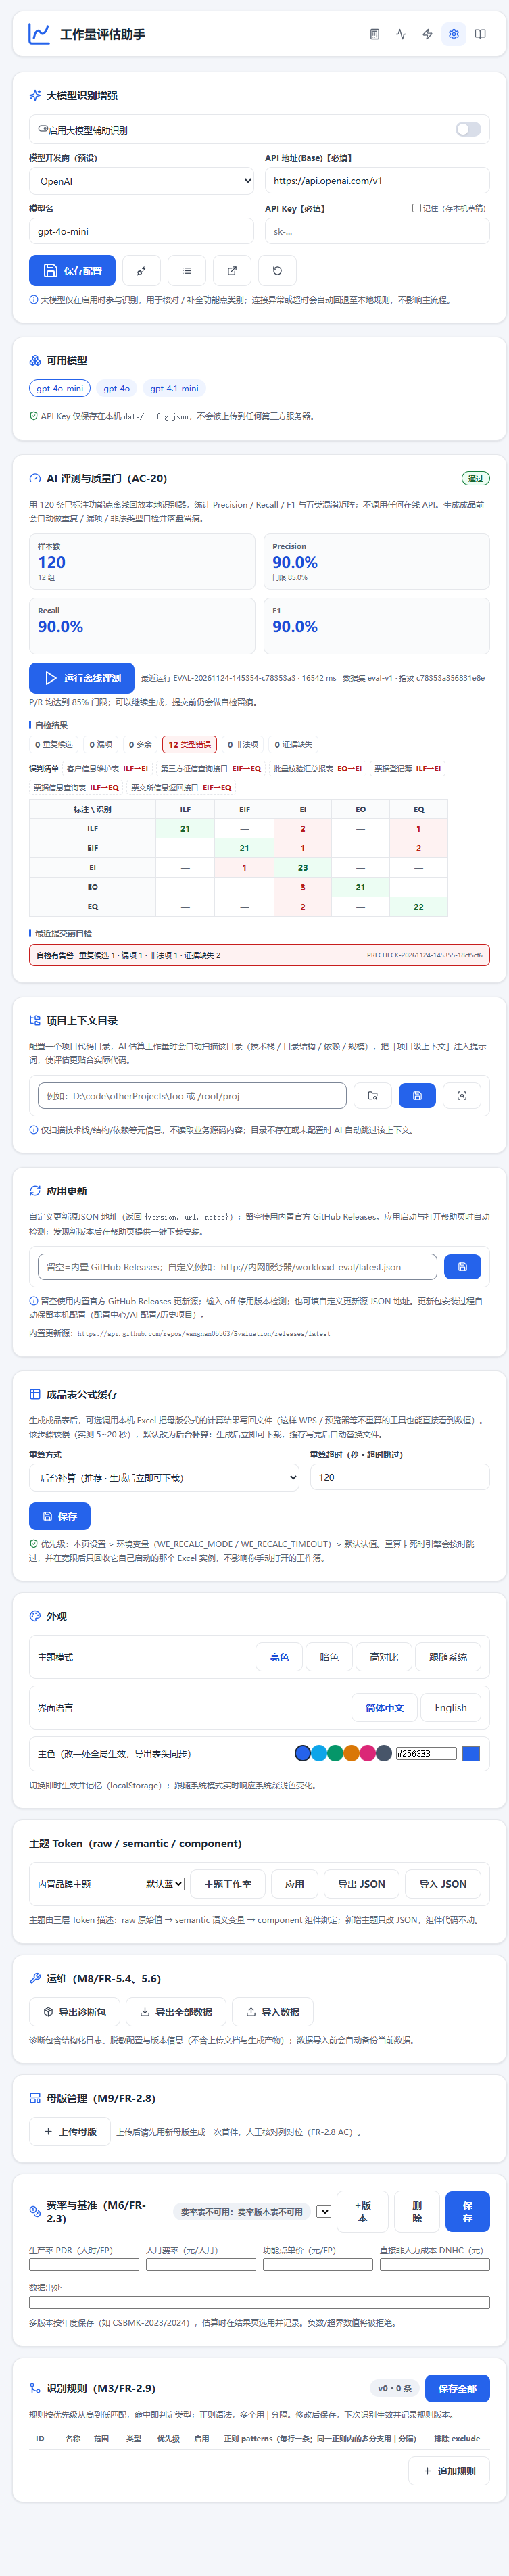 工作量评估助手
大模型识别增强
启用大模型辅助识别
模型开发商（预设）
API 地址(Base)【必填】
OpenAI
https://api.openai.com/v1
模型名
API Key【必填】
记住（存本机草稿）
gpt-4o-mini
sk-...
保存配置
大模型仅在启用时参与识别，用于核对 / 补全功能点类别；连接异常或超时会自动回退至本地规则，不影响主流程。
可用模型
gpt-4o-mini
gpt-4o
gpt-4.1-mini
API Key 仅保存在本机 data/config.json，不会被上传到任何第三方服务器。
AI 评测与质量门（AC-20）
通过
用 120 条已标注功能点离线回放本地识别器，统计 Precision / Recall / F1 与五类混淆矩阵；不调用任何在线 API。生成成品前
会自动做重复 / 漏项 / 非法类型自检并落盘留痕。
样本数
120
12 组
Precision
90.0%
门限 85.0%
Recall
90.0%
F1
90.0%
运行离线评测
最近运行 EVAL-20261124-145354-c78353a3 · 16542 ms
数据集 eval-v1 · 指纹 c78353a356831e8e
P/R 均达到 85% 门限；可以继续生成，提交前仍会做自检留痕。
自检结果
0 重复候选
0 漏项
0 多余
12 类型错误
0 非法项
0 证据缺失
误判清单
客户信息维护表 ILF→EI
第三方征信查询接口 EIF→EQ
批量校验汇总报表 EO→EI
票据登记簿 ILF→EI
票据信息查询表 ILF→EQ
票交所信息返回接口 EIF→EQ
标注 \ 识别 ILF EIF EI EO EQ
ILF 21 — 2 — 1
EIF — 21 1 — 2
EI — 1 23 — —
EO — — 3 21 —
EQ — — 2 — 22
最近提交前自检
自检有告警 重复候选 1 · 漏项 1 · 非法项 1 · 证据缺失 2
PRECHECK-20261124-145355-18cf5cf6
项目上下文目录
配置一个项目代码目录，AI 估算工作量时会自动扫描该目录（技术栈 / 目录结构 / 依赖 / 规模），把「项目级上下文」注入提示
词，使评估更贴合实际代码。
例如：D:\code\otherProjects\foo 或 /root/proj
仅扫描技术栈/结构/依赖等元信息，不读取业务源码内容；目录不存在或未配置时 AI 自动跳过该上下文。
应用更新
自定义更新源JSON 地址（返回 {version, url, notes}）；留空使用内置官方 GitHub Releases。应用启动与打开帮助页时自动
检测；发现新版本后在帮助页提供一键下载安装。
留空=内置 GitHub Releases；自定义例如：http://内网服务器/workload-eval/latest.json
留空使用内置官方 GitHub Releases 更新源；输入 off 停用版本检测；也可填自定义更新源 JSON 地址。更新包安装过程自
动保留本机配置（配置中心/AI 配置/历史项目）。
内置更新源：https://api.github.com/repos/wangnan05563/Evaluation/releases/latest
成品表公式缓存
生成成品表后，可选调用本机 Excel 把母版公式的计算结果写回文件（这样 WPS / 预览器等不重算的工具也能直接看到数值）。
该步骤较慢（实测 5~20 秒），默认改为后台补算：生成后立即可下载，缓存写完后自动替换文件。
重算方式
重算超时（秒・超时跳过）
后台补算（推荐 · 生成后立即可下载）
120
保存
优先级：本页设置 > 环境变量（WE_RECALC_MODE / WE_RECALC_TIMEOUT）> 默认认值。重算卡死时引擎会按时跳
过，并在宽限后只回收它自己启动的那个 Excel 实例，不影响你手动打开的工作簿。
外观
主题模式
亮色
暗色
高对比
跟随系统
界面语言
简体中文
English
主色（改一处全局生效，导出表头同步）
#2563EB
切换即时生效并记忆（localStorage）；跟随系统模式实时响应系统深浅色变化。
主题 Token（raw / semantic / component）
内置品牌主题
默认蓝
主题工作室
应用
导出 JSON
导入 JSON
主题由三层 Token 描述：raw 原始值 → semantic 语义变量 → component 组件绑定；新增主题只改 JSON，组件代码不动。
运维（M8/FR-5.4、5.6）
导出诊断包
导出全部数据
导入数据
诊断包含结构化日志、脱敏配置与版本信息（不含上传文档与生成产物）；数据导入前会自动备份当前数据。
母版管理（M9/FR-2.8）
上传母版
上传后请先用新母版生成一次首件，人工核对列对位（FR-2.8 AC）。
费率与基准（M6/FR-
2.3）
费率表不可用：费率版本表不可用
+版
本
删
除
保
存
生产率 PDR（人时/FP）
人月费率（元/人月）
功能点单价（元/FP）
直接非人力成本 DNHC（元）
数据出处
多版本按年度保存（如 CSBMK-2023/2024），估算时在结果页选用并记录。负数/超界数值将被拒绝。
识别规则（M3/FR-2.9）
v0 · 0 条
保存全部
规则按优先级从高到低匹配，命中即判定类型；正则语法，多个用 | 分隔。修改后保存，下次识别生效并记录规则版本。
ID 名称 范围 类型 优先级 启用 正则 patterns（每行一条；同一正则内的多分支用 | 分隔） 排除 exclude
追加规则